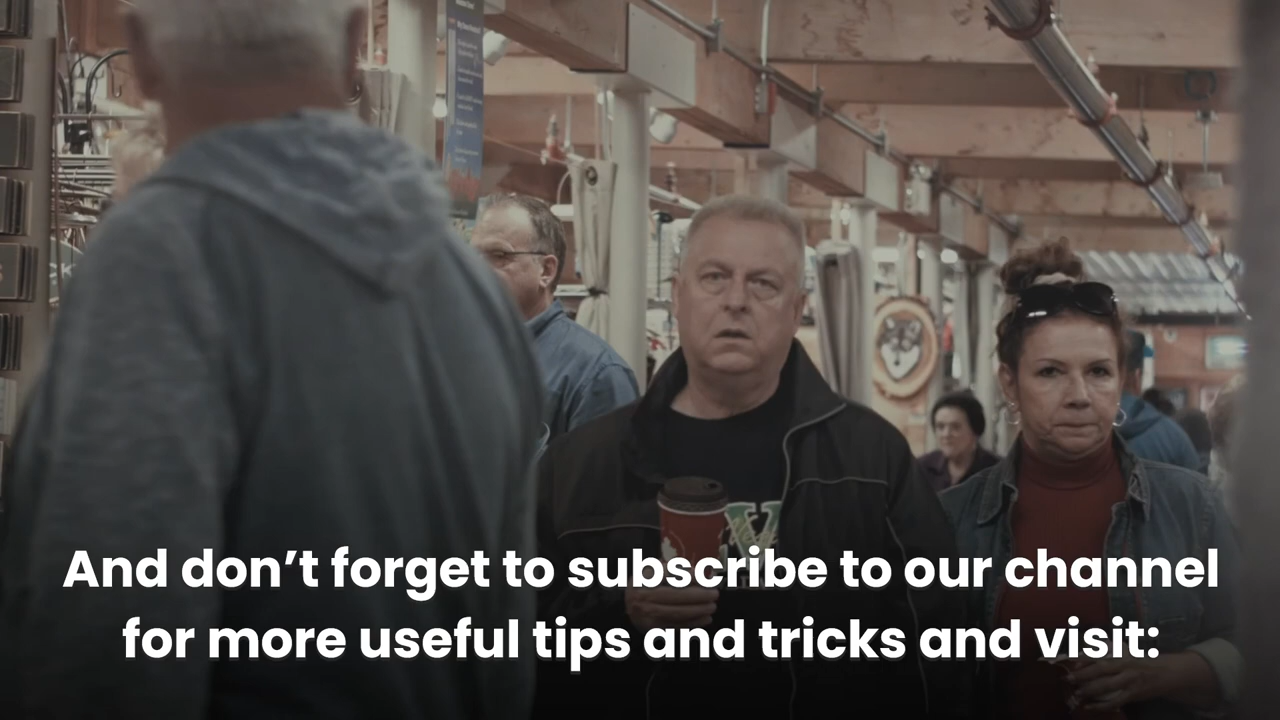 And don’t forget to subscribe to our channel
for more useful tips and tricks and visit: